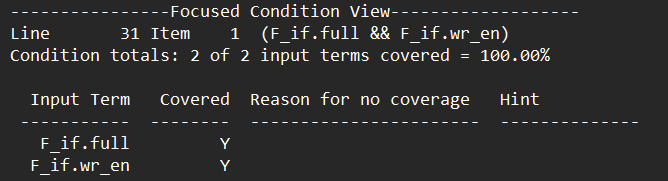 ----------------Focused Condition View-------------------
Line       31 Item    1  (F_if.full && F_if.wr_en)
Condition totals: 2 of 2 input terms covered = 100.00%
  Input Term   Covered  Reason for no coverage   Hint
 -----------  --------  -----------------------  --------------
   F_if.full         Y
  F_if.wr_en         Y